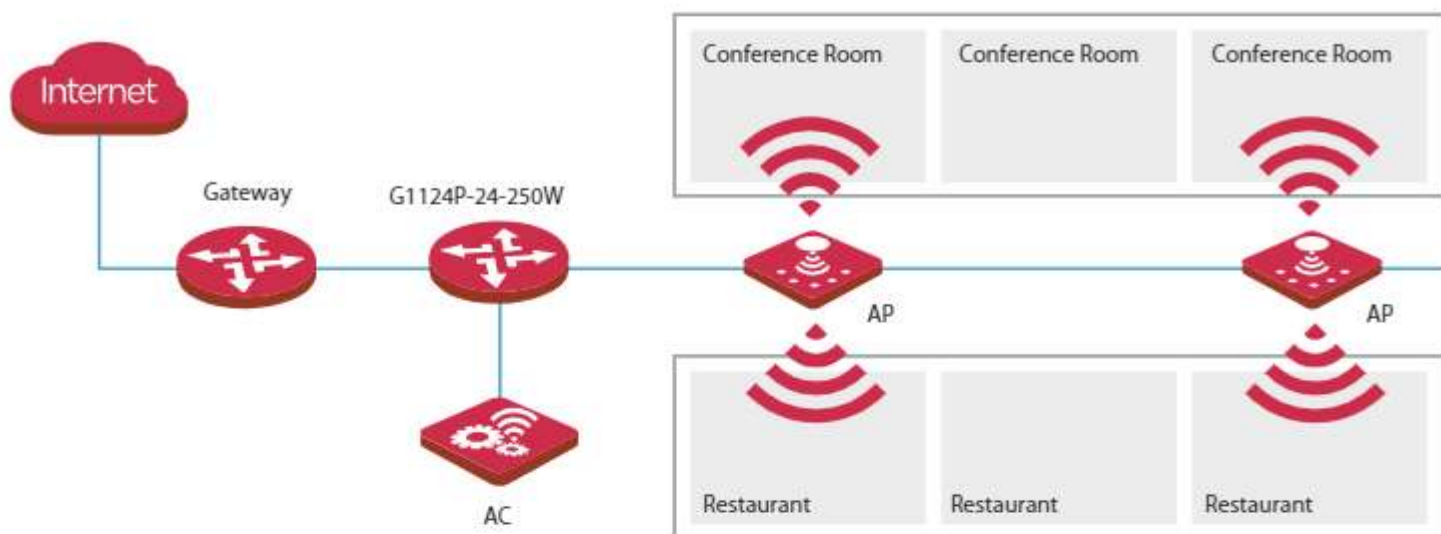 Conference Room
Conference Room
Conference Room
Internet
Gateway
G1124P-24-250W
AP
AP
AC
Restaurant
Restaurant
Restaurant